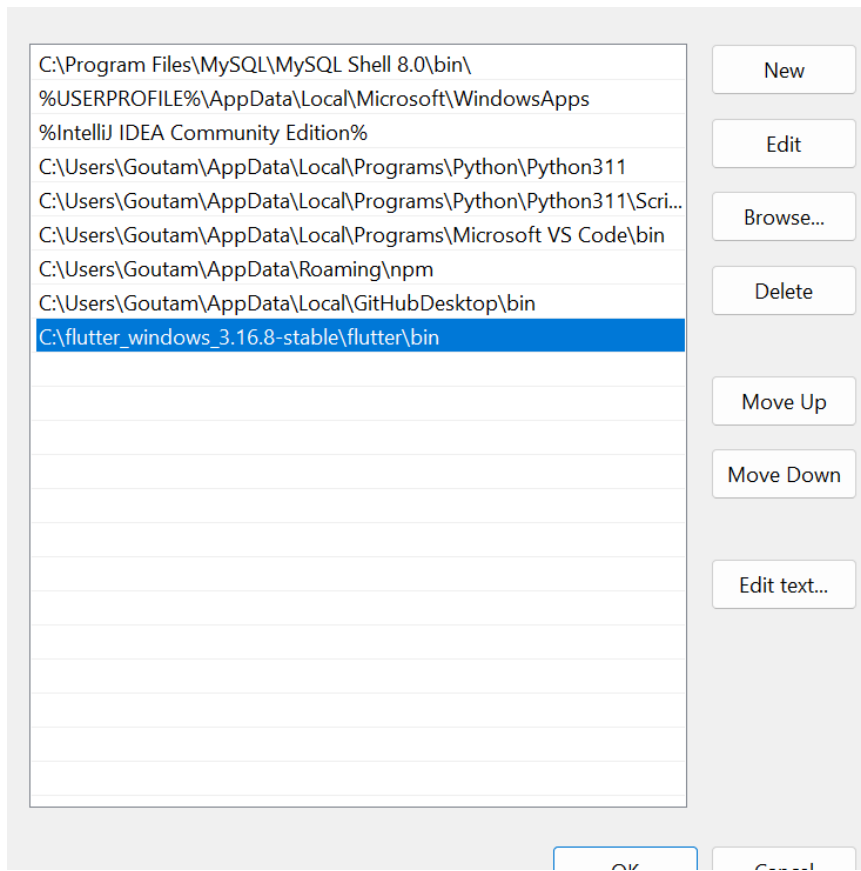 C:\Program Files\MySQL\MySQL Shell 8.0\bin\
%USERPROFILE%\AppData\Local\Microsoft\WindowsApps
%IntelliJ IDEA Community Edition%
C:\Users\Goutam\AppData\Local\Programs\Python\Python311
C:\Users\Goutam\AppData\Local\Programs\Python\Python311\Scri...
C:\Users\Goutam\AppData\Local\Programs\Microsoft VS Code\bin
C:\Users\Goutam\AppData\Roaming\npm
C:\Users\Goutam\AppData\Local\GitHubDesktop\bin
C:\flutter_windows_3.16.8-stable\flutter\bin
New
Edit
Browse...
Delete
Move Up
Move Down
Edit text...
OK
Cancel